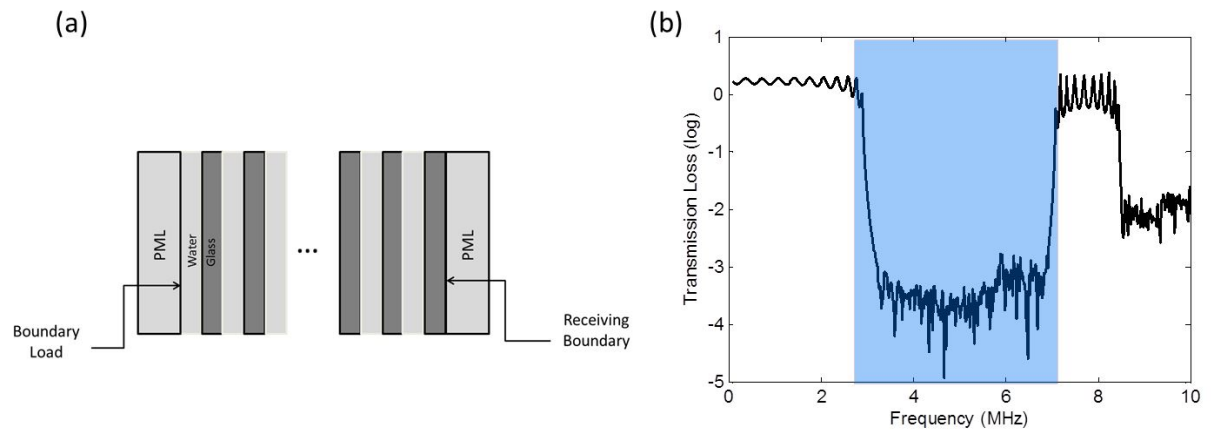 (a)
PML
Water
Glass
...
PML
Boundary
Load
Receiving
Boundary
(b)
Transmission Loss (log)
1
0
-1
-2
-3
-4
-5
0 2 4 6 8 10
Frequency (MHz)